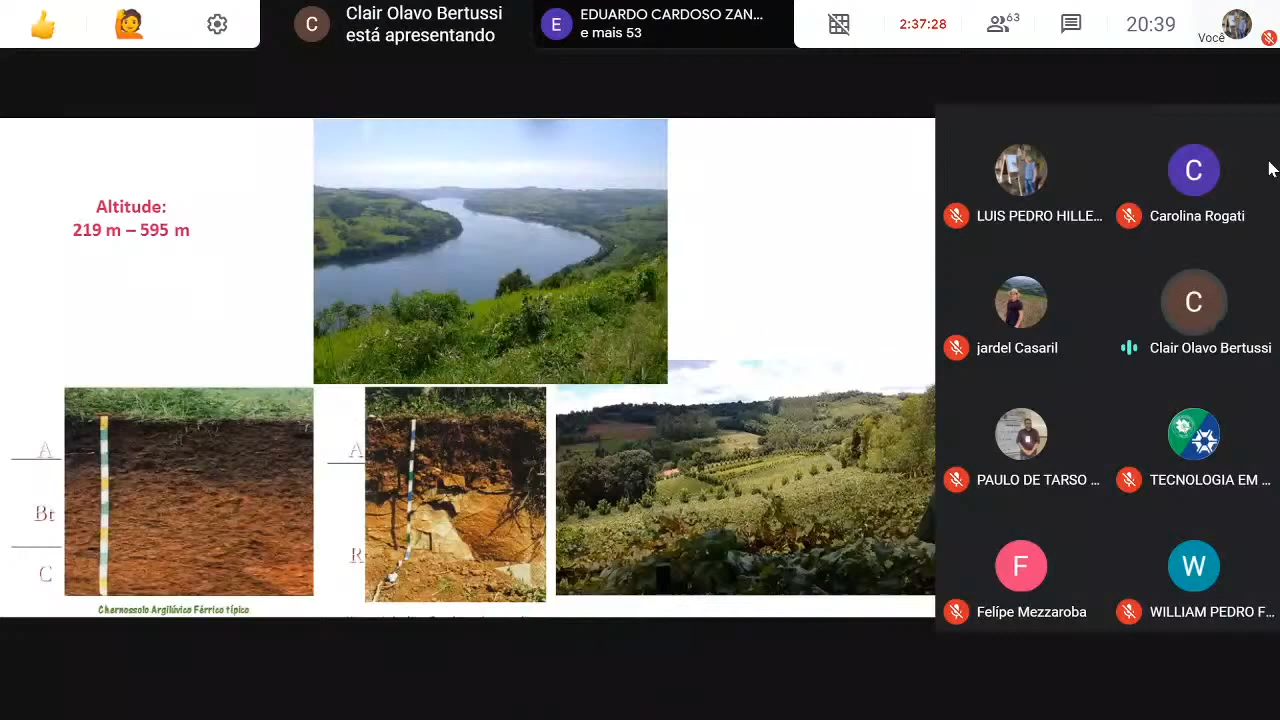 C
Clair Olavo Bertussi
está apresentando
E
EDUARDO CARDOSO ZAN...
e mais 53
2:37:28
63
20:39
Você
Altitude:
219 m – 595 m
A
Bt
C
Chernossolo Argilúvico Férrico típico
A
R
LUIS PEDRO HILLE...
C
Carolina Rogati
jardel Casaril
C
Clair Olavo Bertussi
PAULO DE TARSO ...
TECNOLOGIA EM ...
F
Felípe Mezzaroba
W
WILLIAM PEDRO F...